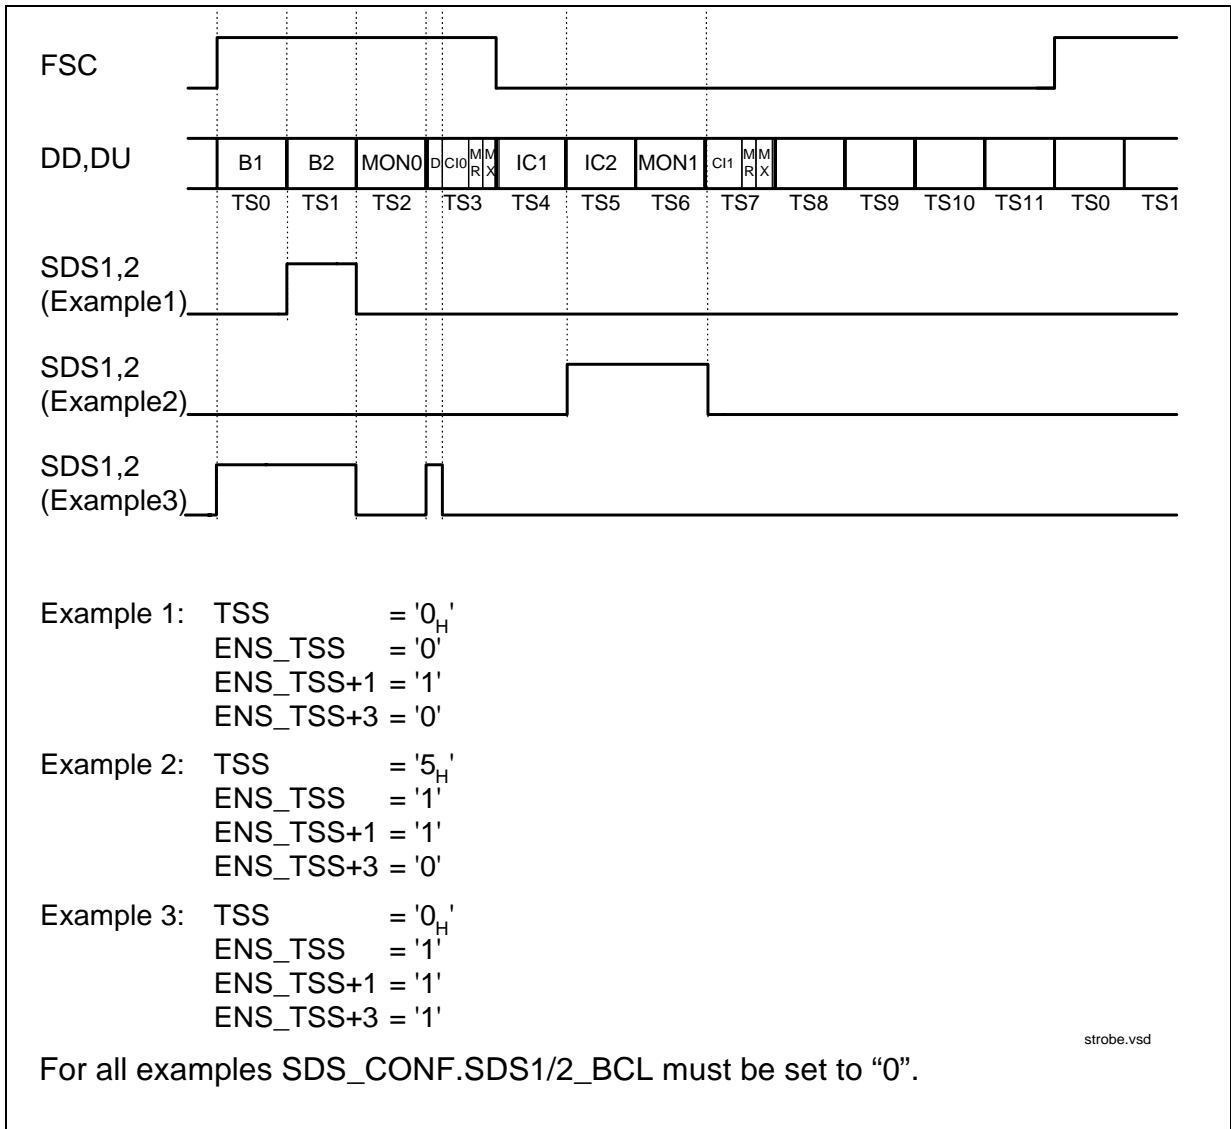 FSC
DD,DU B1 B2 MON0 D CI0 MR MX IC1 IC2 MON1 CI1 MR MX
TS0 TS1 TS2 TS3 TS4 TS5 TS6 TS7 TS8 TS9 TS10 TS11 TS0 TS1
SDS1,2
(Example1)
SDS1,2
(Example2)
SDS1,2
(Example3)
Example 1: TSS = '0H'
ENS_TSS = '0'
ENS_TSS+1 = '1'
ENS_TSS+3 = '0'
Example 2: TSS = '5H'
ENS_TSS = '1'
ENS_TSS+1 = '1'
ENS_TSS+3 = '0'
Example 3: TSS = '0H'
ENS_TSS = '1'
ENS_TSS+1 = '1'
ENS_TSS+3 = '1'
strobe.vsd
For all examples SDS_CONF.SDS1/2_BCL must be set to “0”.